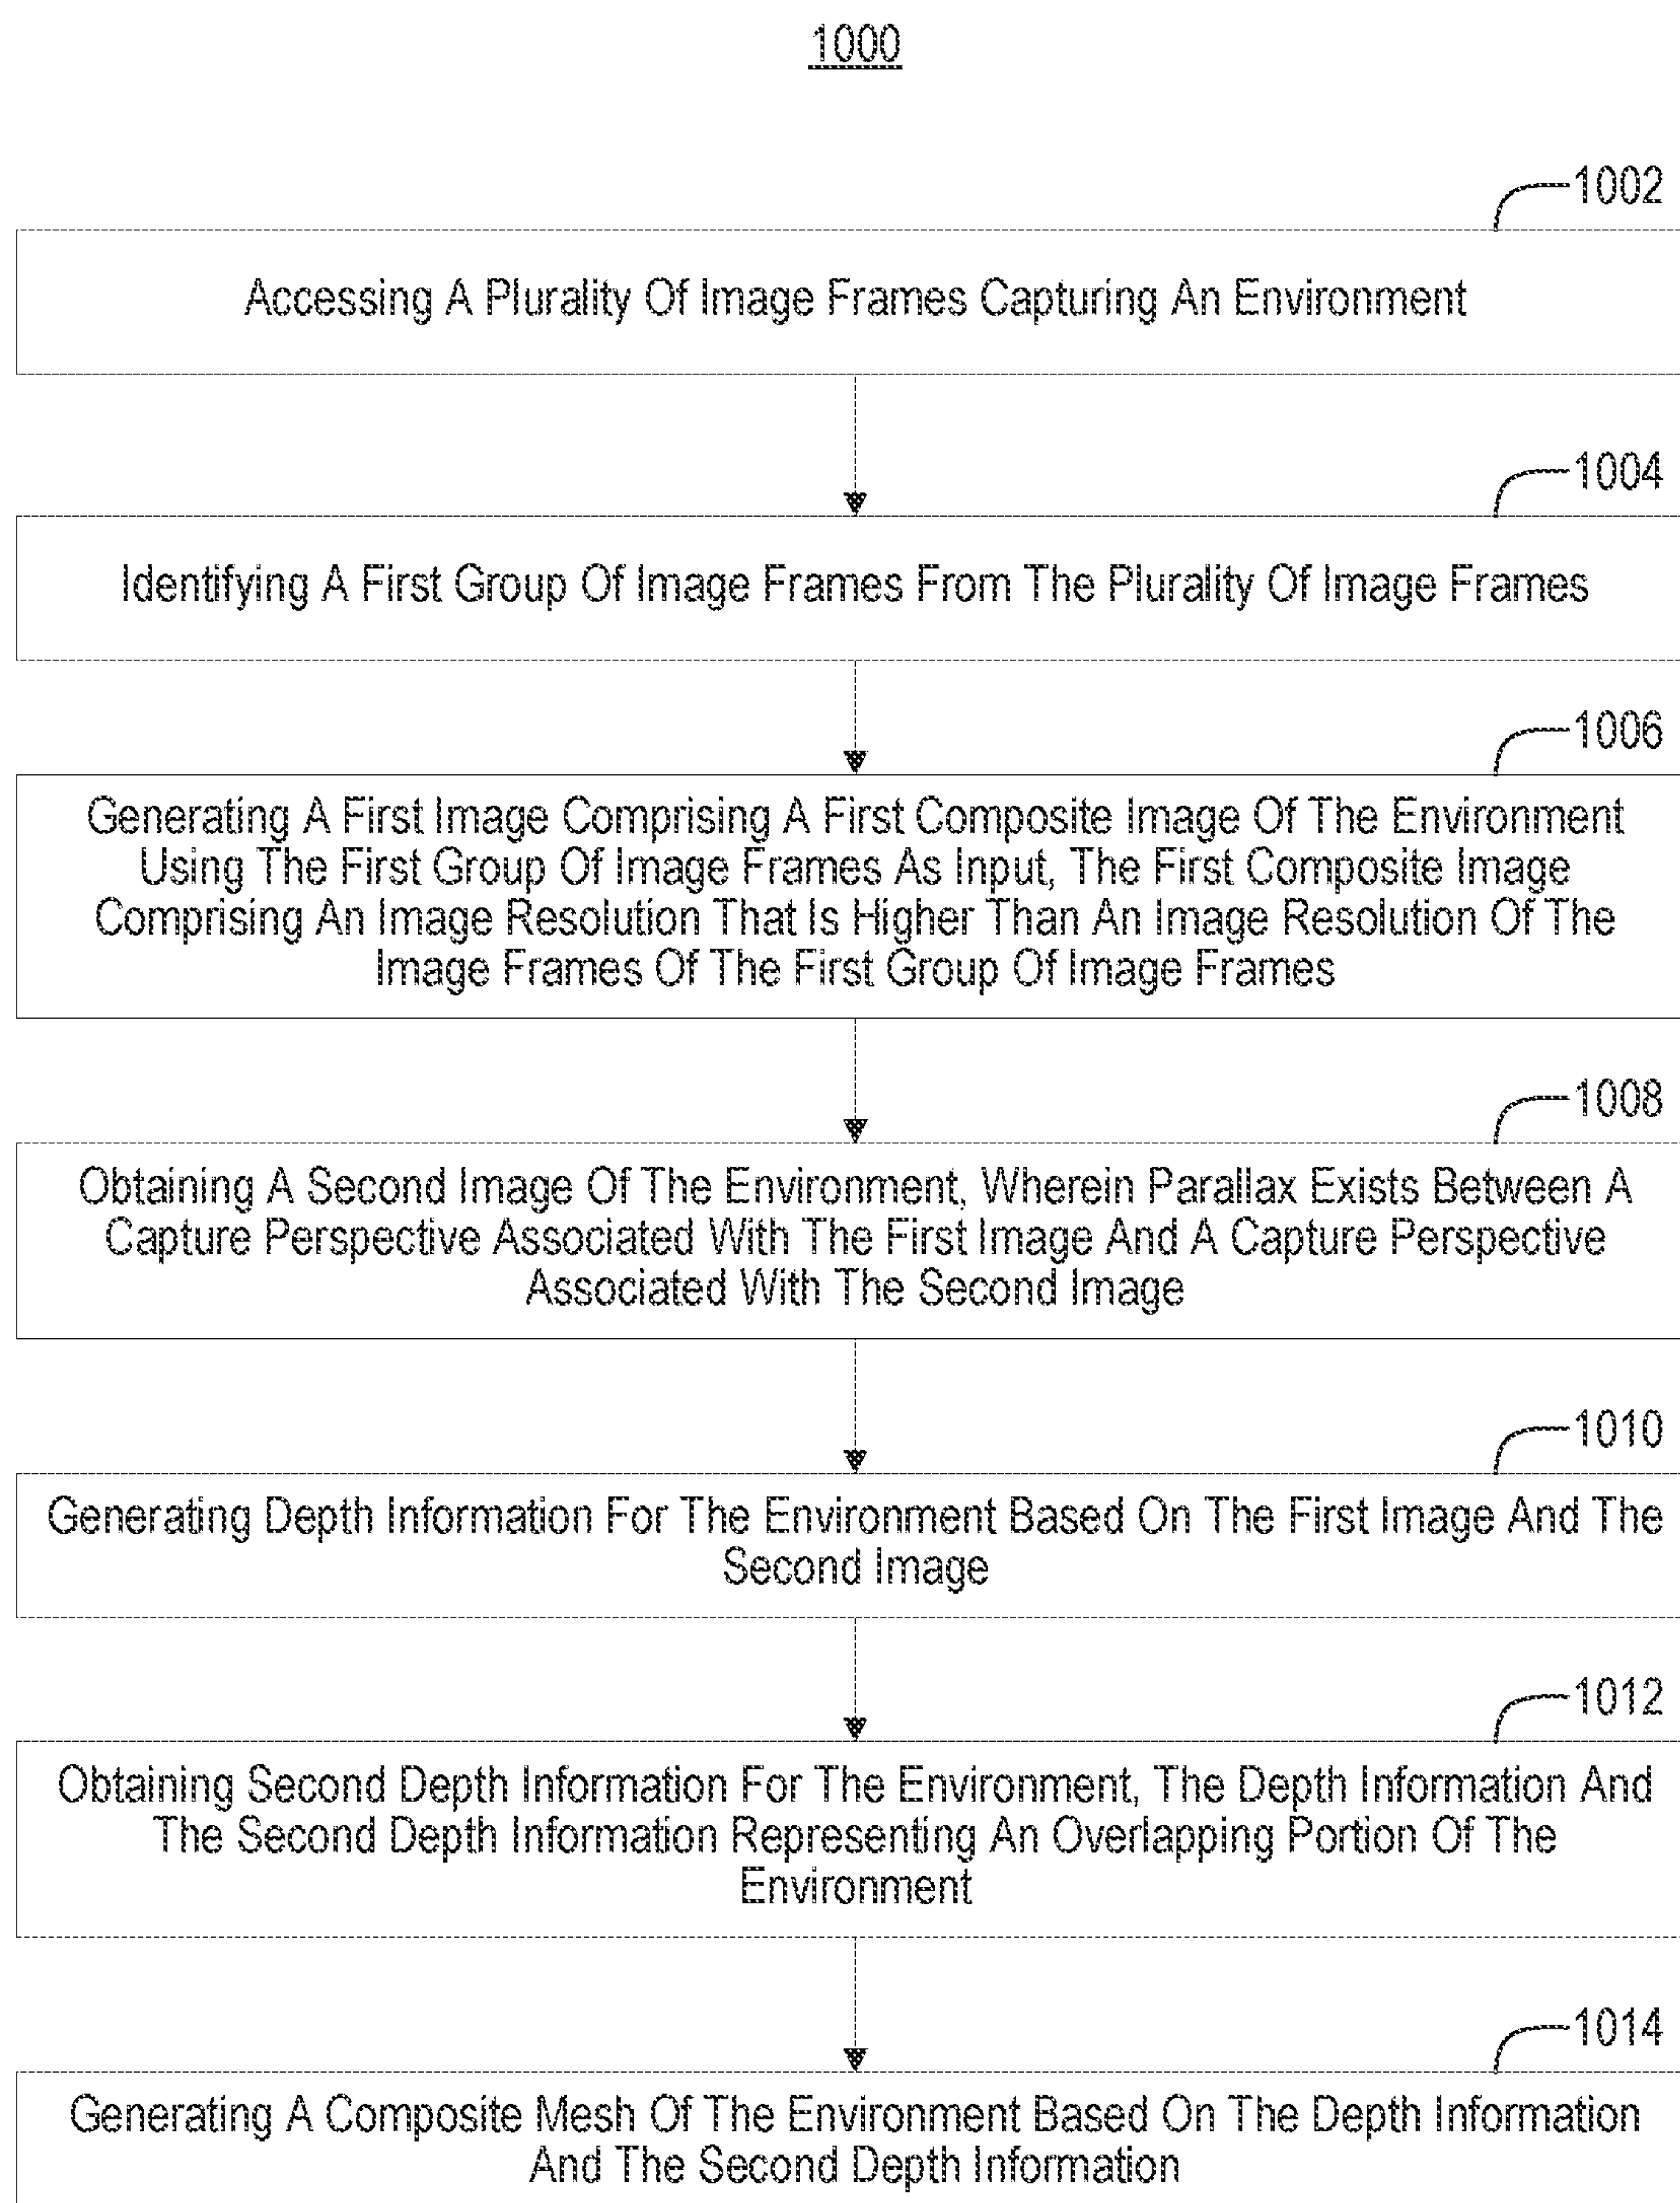 1000
1002
Accessing A Plurality Of Image Frames Capturing An Environment
1004
Identifying A First Group Of Image Frames From The Plurality Of Image Frames
1006
Generating A First Image Comprising A First Composite Image Of The Environment
Using The First Group Of Image Frames As Input, The First Composite Image
Comprising An Image Resolution That Is Higher Than An Image Resolution Of The
Image Frames Of The First Group Of Image Frames
1008
Obtaining A Second Image Of The Environment, Wherein Parallax Exists Between A
Capture Perspective Associated With The First Image And A Capture Perspective
Associated With The Second Image
1010
Generating Depth Information For The Environment Based On The First Image And The
Second Image
1012
Obtaining Second Depth Information For The Environment, The Depth Information And
The Second Depth Information Representing An Overlapping Portion Of The
Environment
1014
Generating A Composite Mesh Of The Environment Based On The Depth Information
And The Second Depth Information